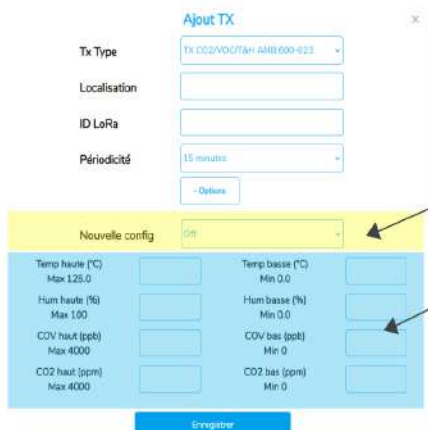 Ajout TX
×
Tx Type
TX CO2/VOC/T&H AMB 600-023
Localisation
ID LoRa
Périodicité
15 minutes
- Options
Nouvelle config
Off
Temp haute (°C)
Max 125.0
Temp basse (°C)
Min 0.0
Hum haute (%)
Max 100
Hum basse (%)
Min 0.0
COV haut (ppb)
Max 4000
COV bas (ppb)
Min 0
CO2 haut (ppm)
Max 4000
CO2 bas (ppm)
Min 0
Enregistrer